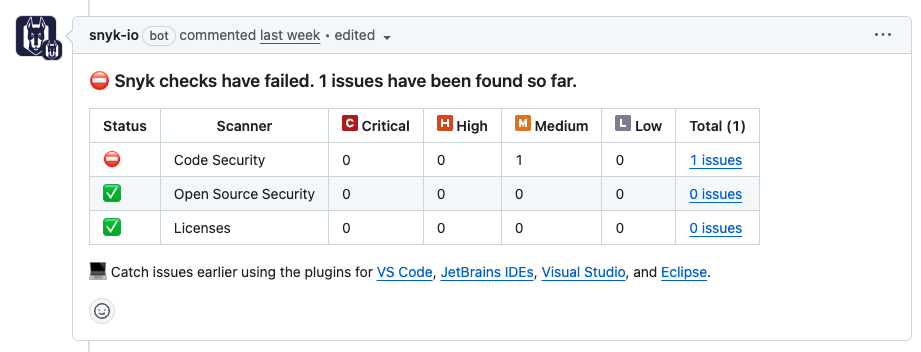 snyk-io bot commented last week • edited
Snyk checks have failed. 1 issues have been found so far.
Status Scanner C Critical H High M Medium L Low Total (1)
Code Security 0 0 1 0 1 issues
Open Source Security 0 0 0 0 0 issues
Licenses 0 0 0 0 0 issues
Catch issues earlier using the plugins for VS Code, JetBrains IDEs, Visual Studio, and Eclipse.